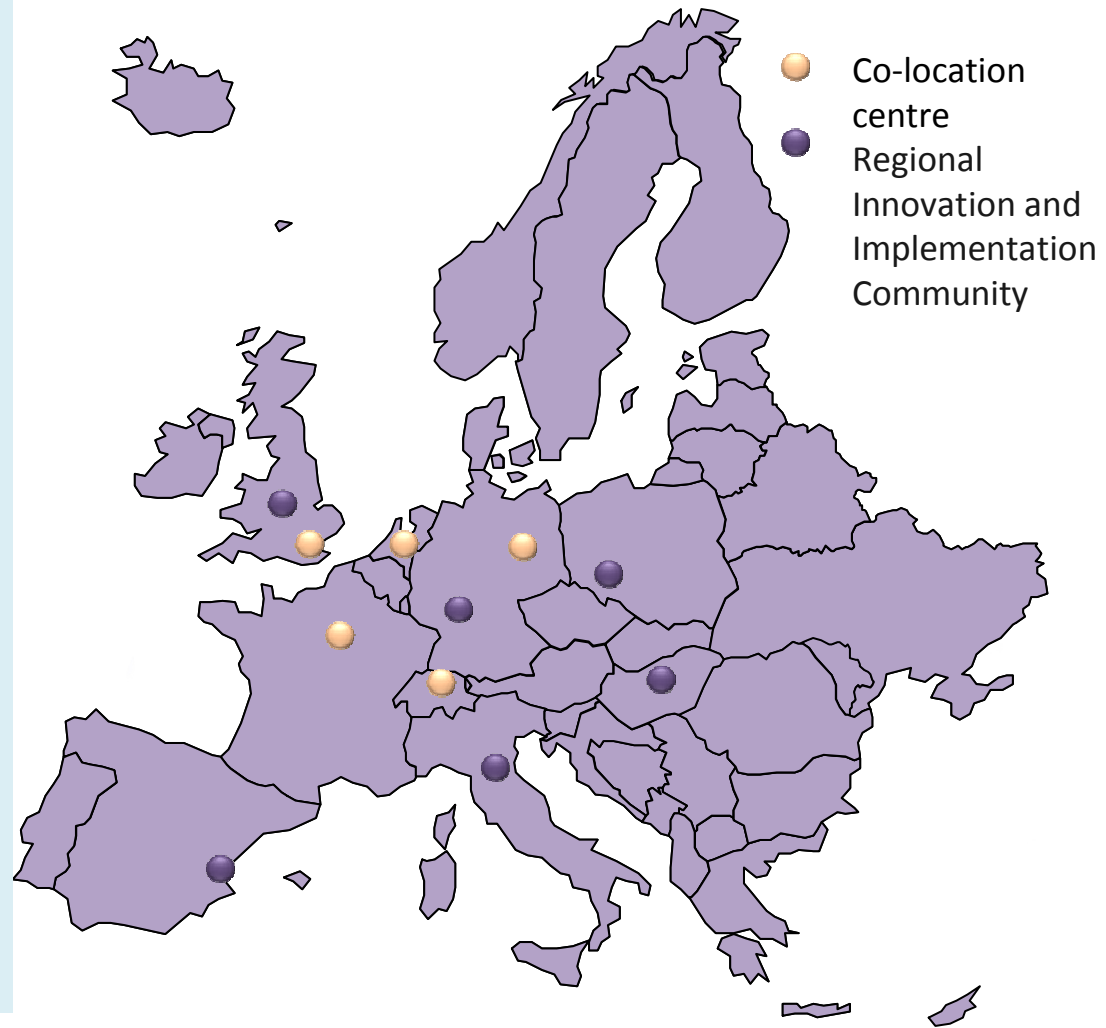 Co-location
centre
Regional
Innovation and
Implementation
Community